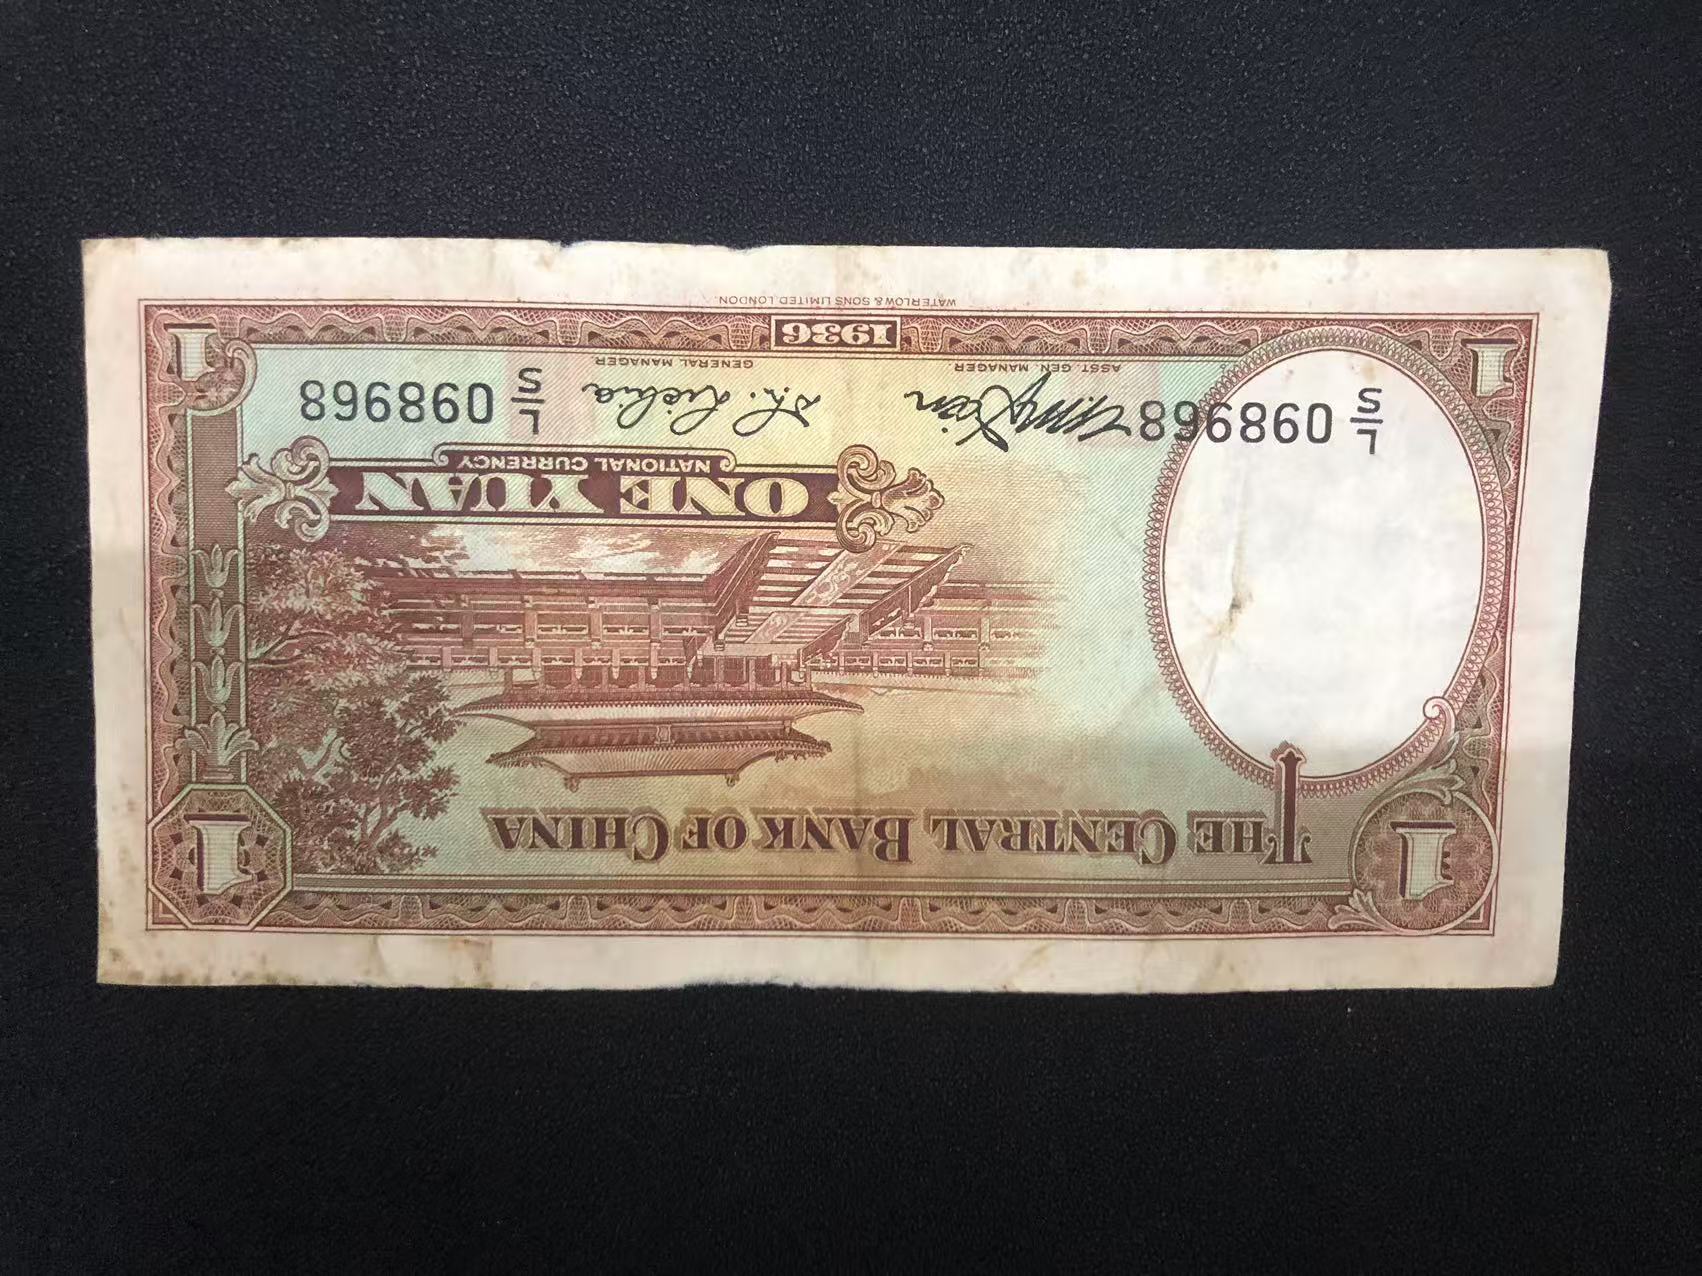 THE CENTRAL BANK OF CHINA
1
1
ONE YUAN
NATIONAL CURRENCY
L/S 098968
L/S 098968
ASST. GEN. MANAGER.
GENERAL MANAGER.
1
1936
1
WATERLOW & SONS LIMITED, LONDON.